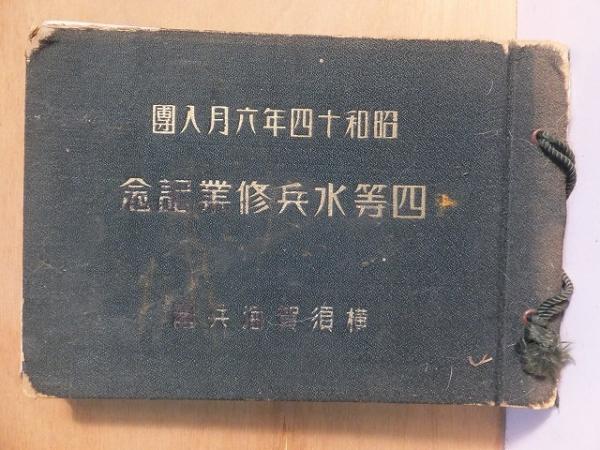 昭和十四年六月入團
四等水兵修業記念
横須賀海兵團